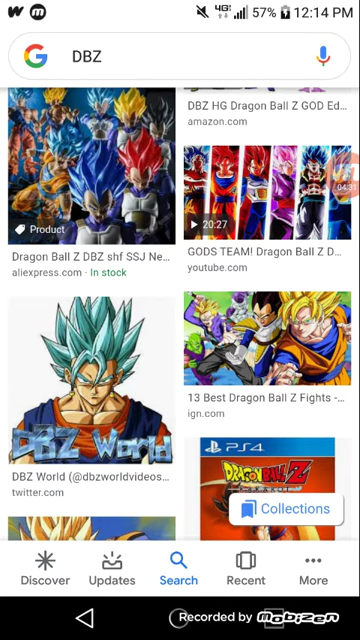 4G
57%
12:14 PM
DBZ
DBZ HG Dragon Ball Z GOD Ed...
amazon.com
Product
20:27
04:31
Dragon Ball Z DBZ shf SSJ Ne...
aliexpress.com · In stock
GODS TEAM! Dragon Ball Z D...
youtube.com
13 Best Dragon Ball Z Fights -...
ign.com
DBZ World
DBZ World (@dbzworldvideos...
twitter.com
PS4
DRAGON BALL Z
Collections
Discover
Updates
Search
Recent
More
Recorded by Mobizen